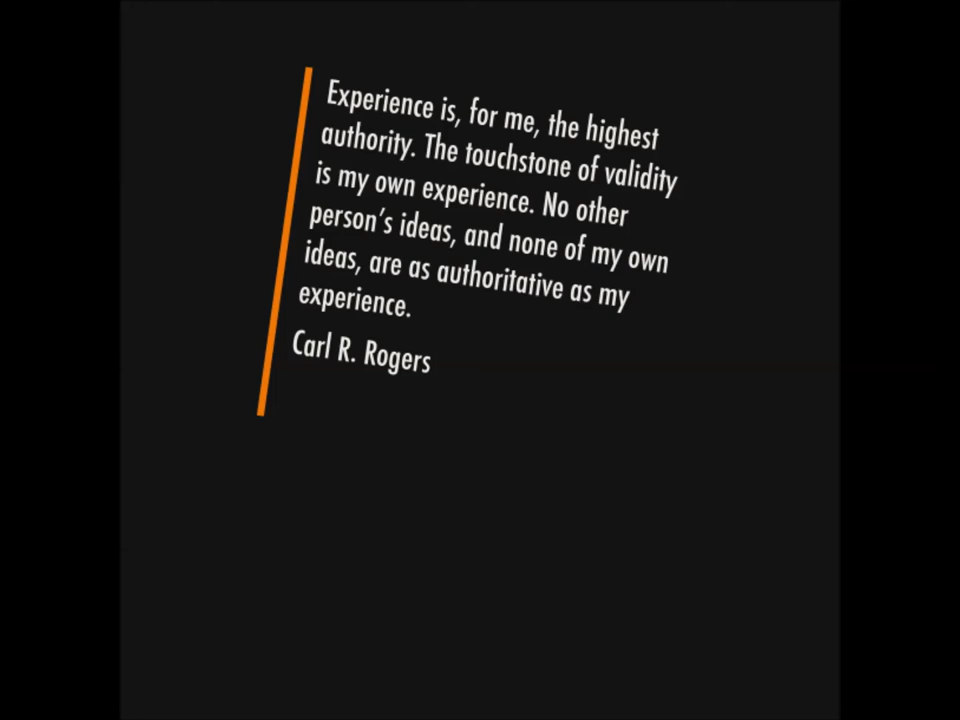 Experience is, for me, the highest
authority. The touchstone of validity
is my own experience. No other
person’s ideas, and none of my own
ideas, are as authoritative as my
experience.
Carl R. Rogers